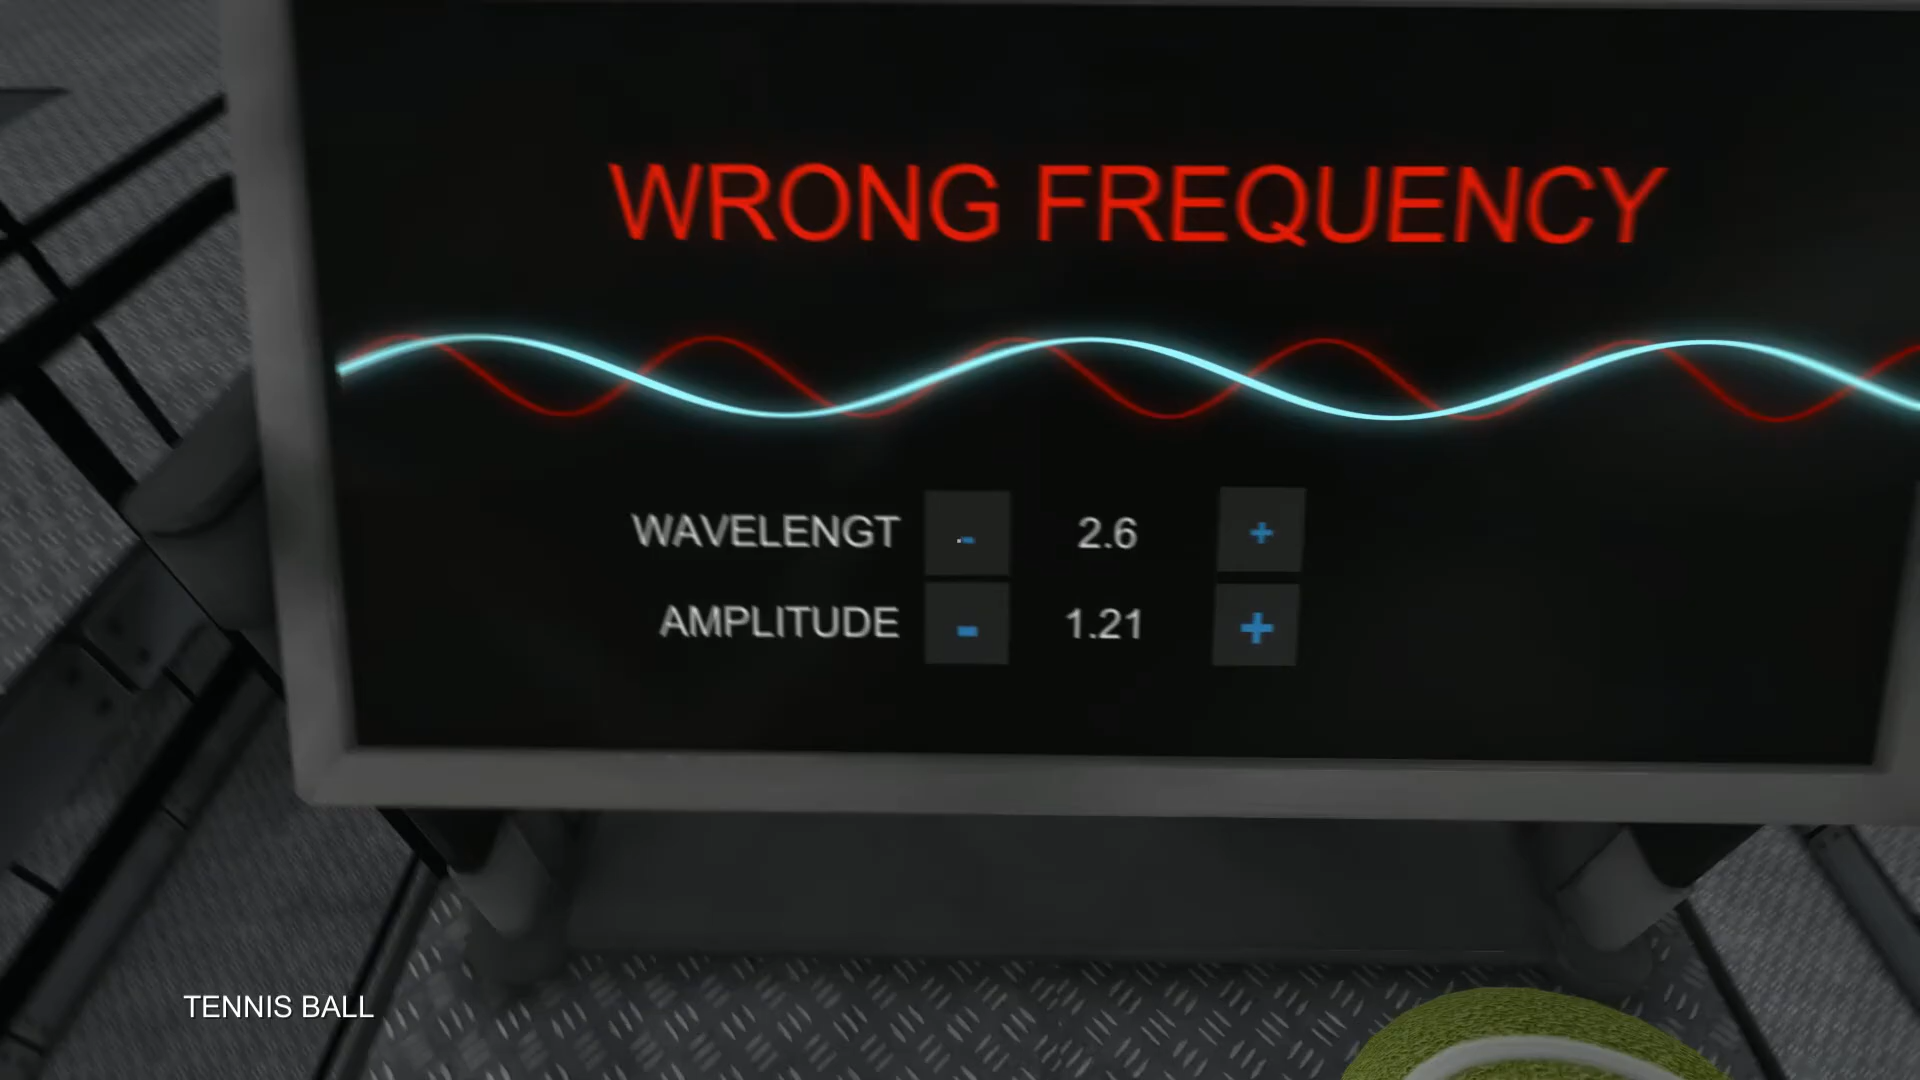 WRONG FREQUENCY
WAVELENGT - 2.6 +
AMPLITUDE - 1.21 +
TENNIS BALL